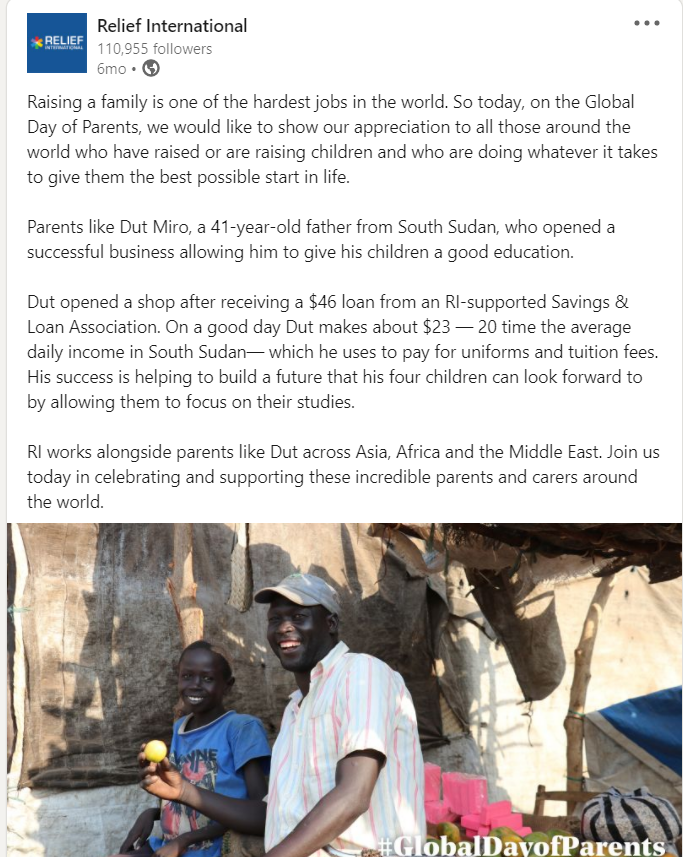 RELIEF
INTERNATIONAL
Relief International
110,955 followers
6mo •
Raising a family is one of the hardest jobs in the world. So today, on the Global
Day of Parents, we would like to show our appreciation to all those around the
world who have raised or are raising children and who are doing whatever it takes
to give them the best possible start in life.
Parents like Dut Miro, a 41-year-old father from South Sudan, who opened a
successful business allowing him to give his children a good education.
Dut opened a shop after receiving a $46 loan from an RI-supported Savings &
Loan Association. On a good day Dut makes about $23 — 20 time the average
daily income in South Sudan— which he uses to pay for uniforms and tuition fees.
His success is helping to build a future that his four children can look forward to
by allowing them to focus on their studies.
RI works alongside parents like Dut across Asia, Africa and the Middle East. Join us
today in celebrating and supporting these incredible parents and carers around
the world.
#GlobalDayofParents